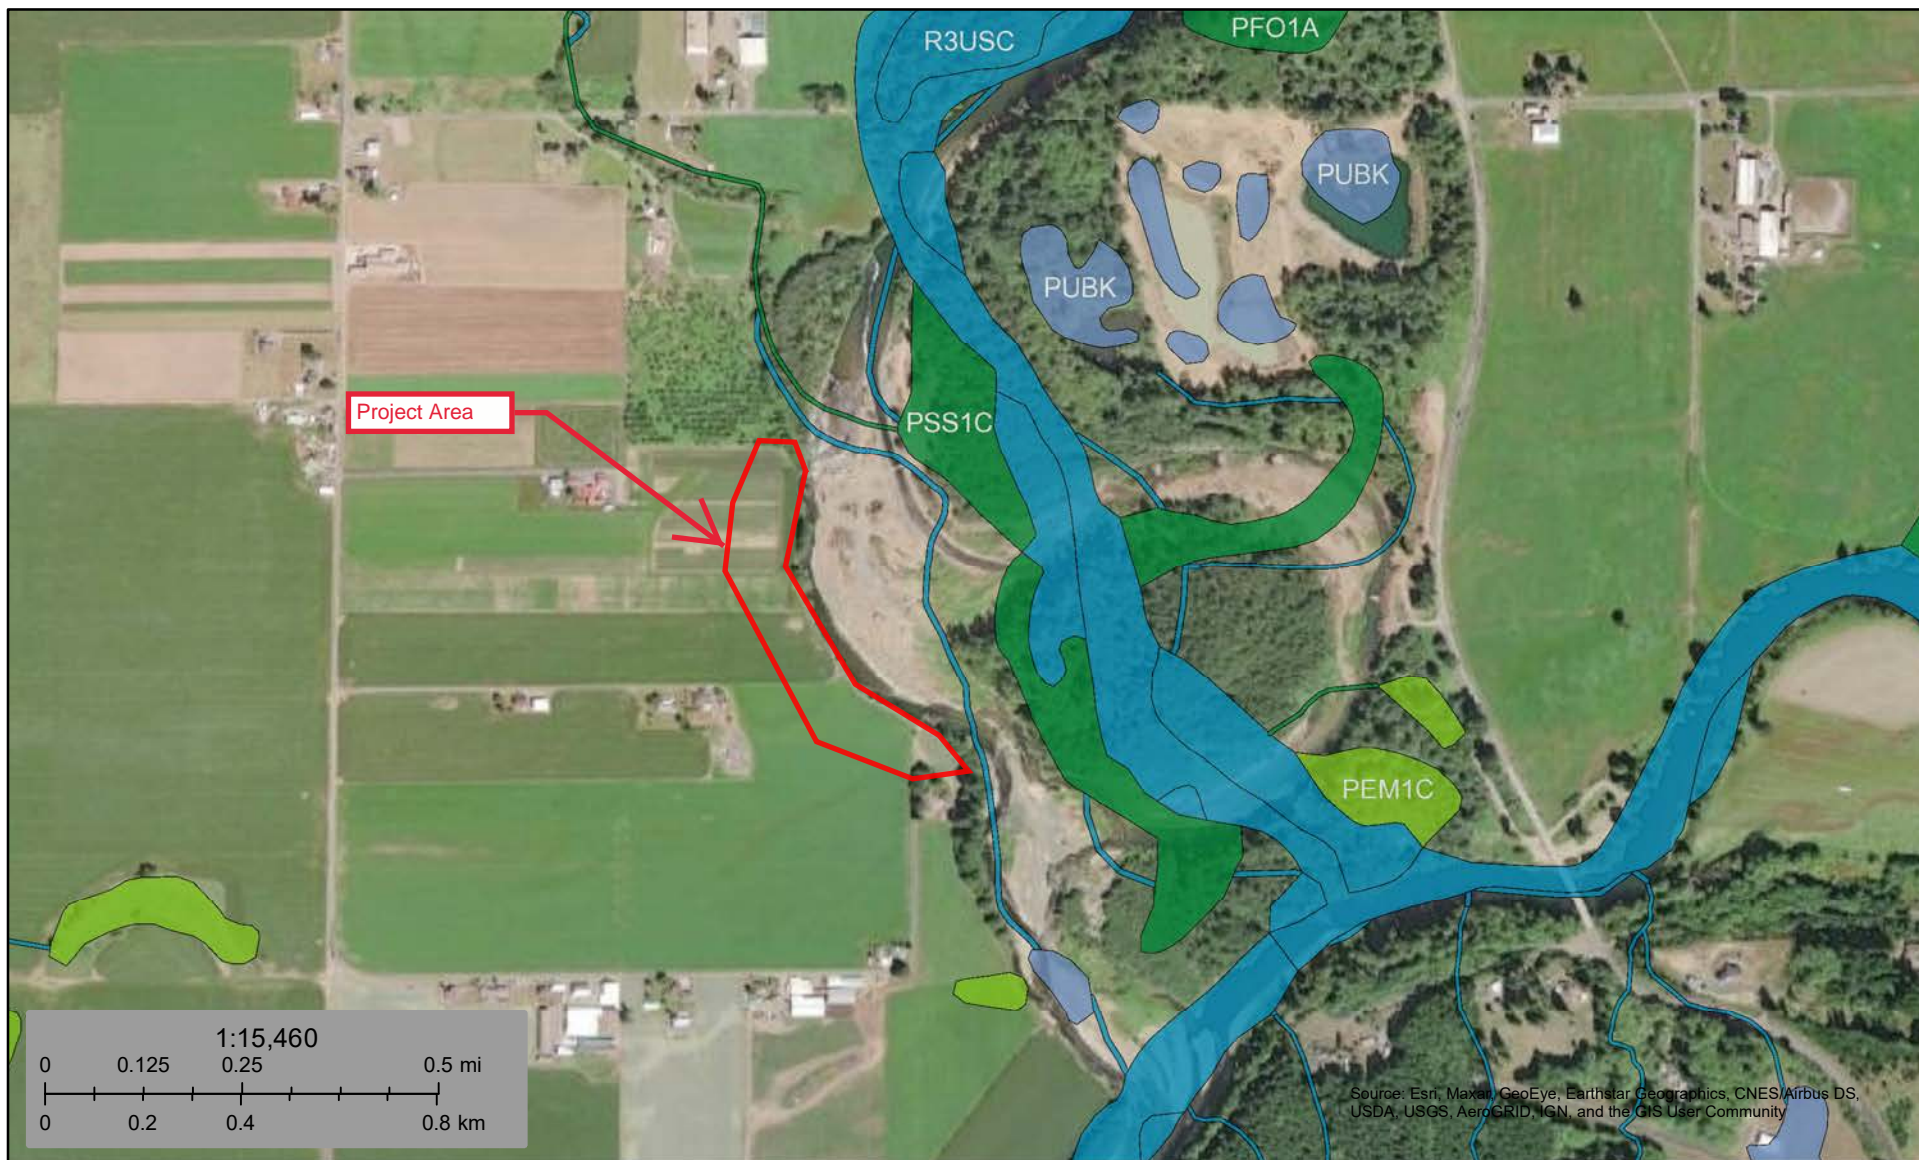 R3USC
PFO1A
PUBK
PUBK
Project Area
PSS1C
PEM1C
1:15,460
0 0.125 0.25 0.5 mi
0 0.2 0.4 0.8 km
Source: Esri, Maxar, GeoEye, Earthstar Geographics, CNES/Airbus DS,
USDA, USGS, AeroGRID, IGN, and the GIS User Community